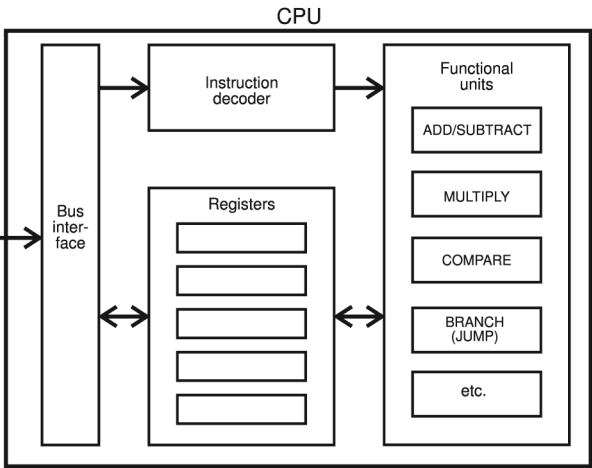 CPU
Bus
inter-
face
Instruction
decoder
Registers
Functional
units
ADD/SUBTRACT
MULTIPLY
COMPARE
BRANCH
(JUMP)
etc.